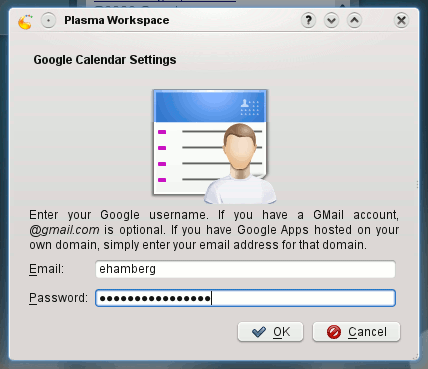 Plasma Workspace
Google Calendar Settings
Enter your Google username. If you have a GMail account,
@gmail.com is optional. If you have Google Apps hosted on
your own domain, simply enter your email address for that domain.
Email: ehamberg
Password: ●●●●●●●●●●●●●●●●
OK Cancel